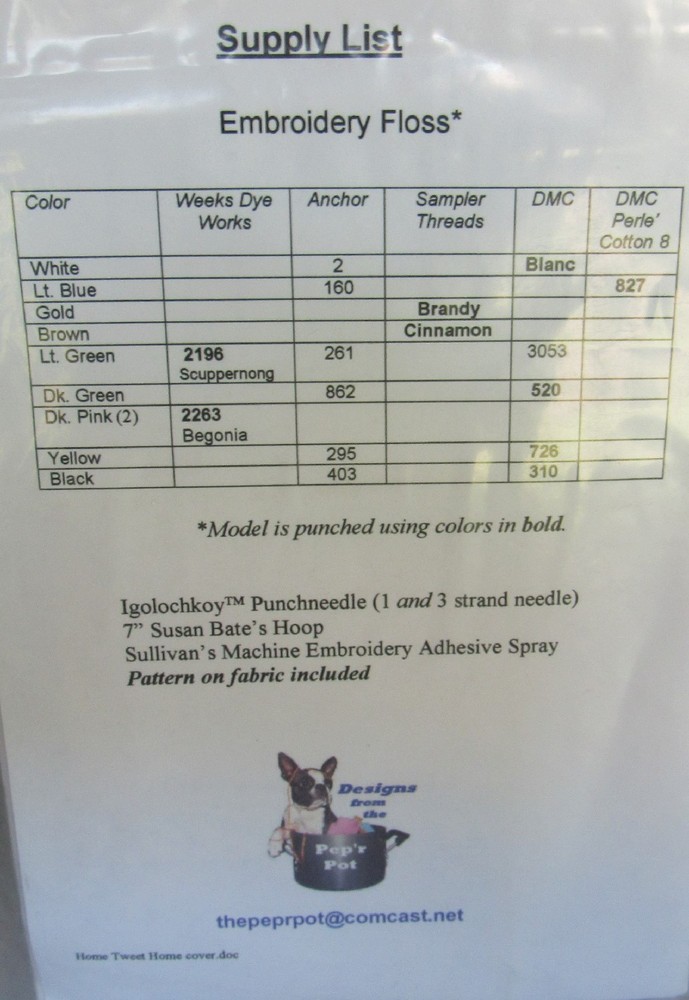 Supply List
Embroidery Floss*
Color Weeks Dye Works Anchor Sampler Threads DMC DMC Perle' Cotton 8
White 2 Blanc
Lt. Blue 160 827
Gold Brandy
Brown Cinnamon
Lt. Green 2196 Scuppernong 261 3053
Dk. Green 862 520
Dk. Pink (2) 2263 Begonia
Yellow 295 726
Black 403 310
*Model is punched using colors in bold.
Igolochkoy™ Punchneedle (1 and 3 strand needle)
7” Susan Bate's Hoop
Sullivan's Machine Embroidery Adhesive Spray
Pattern on fabric included
Designs
from
the
Pep'r
Pot
thepeprpot@comcast.net
Home Tweet Home cover.doc